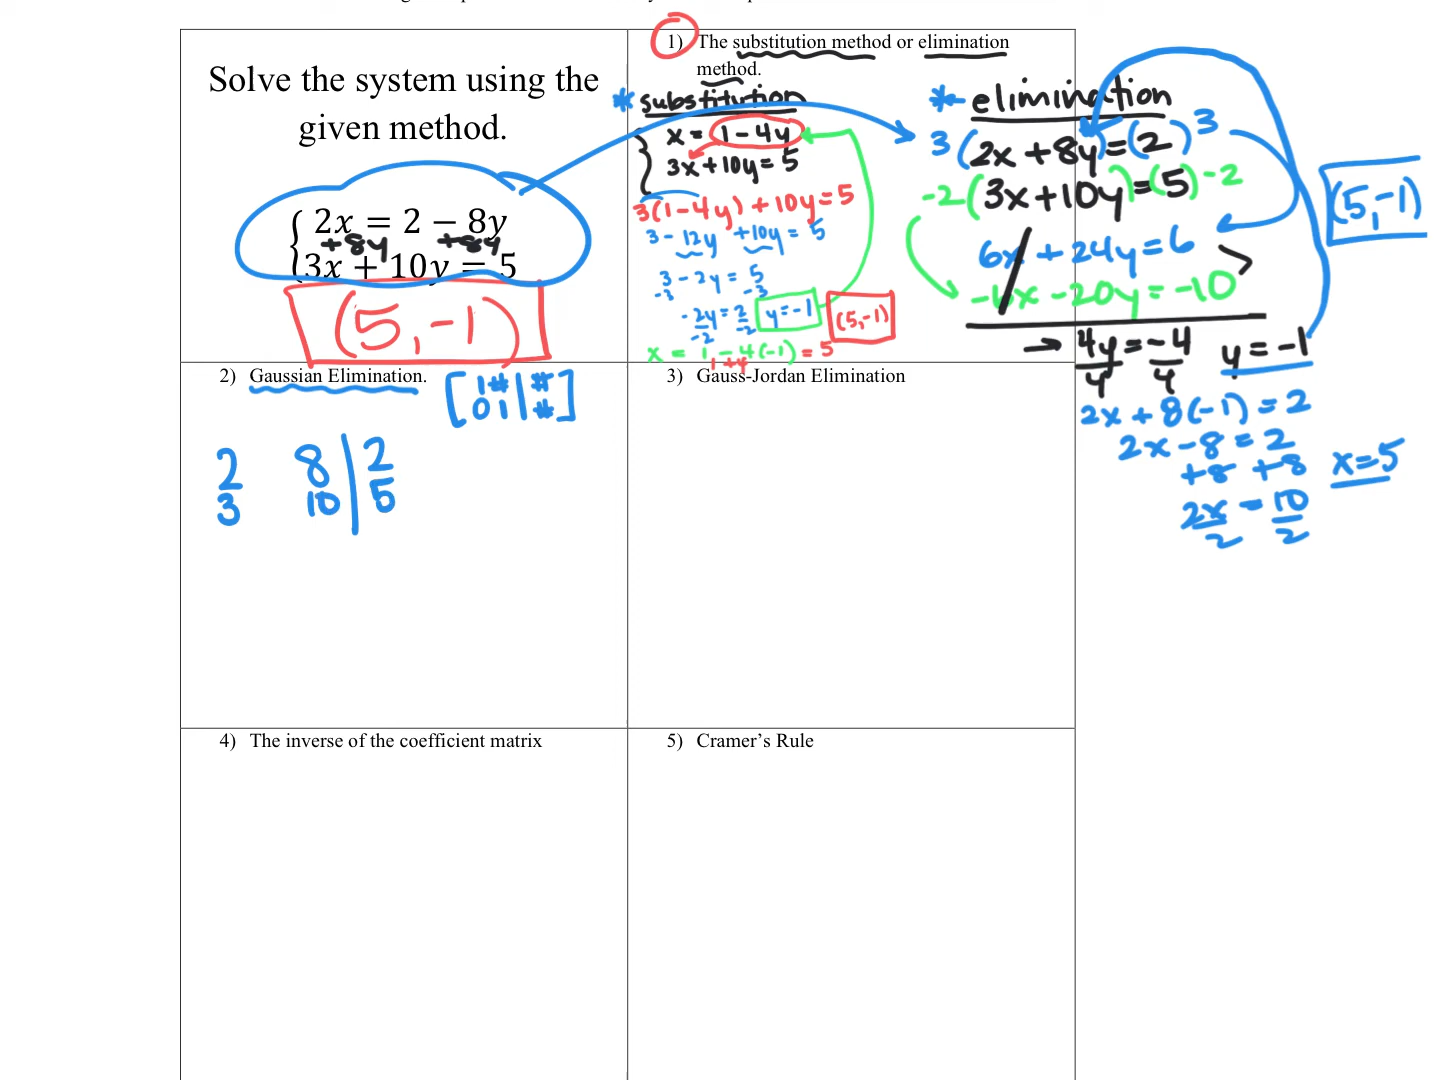 Solve the system using the
given method.
2x = 2 − 8y
+8y +8y
3x + 10y = 5
(5,-1)
1) The substitution method or elimination
method.
* substitution
x = 1 - 4y
3x + 10y = 5
3(1-4y) + 10y = 5
3 - 12y + 10y = 5
3 - 2y = 5
-3 -3
-2y = 2
-2 -2
y = -1
(5,-1)
x = 1 - 4(-1) = 5
1+4
* elimination
3(2x + 8y) = (2)3
-2(3x + 10y) = (5)-2
6x + 24y = 6
-6x - 20y = -10
4y = -4
4 4
y = -1
2x + 8(-1) = 2
2x - 8 = 2
+8 +8
2x = 10
2 2
x = 5
(5,-1)
2) Gaussian Elimination.
[1 # | #
0 1 | #]
2 8 | 2
3 10 | 5
3) Gauss-Jordan Elimination
4) The inverse of the coefficient matrix
5) Cramer's Rule